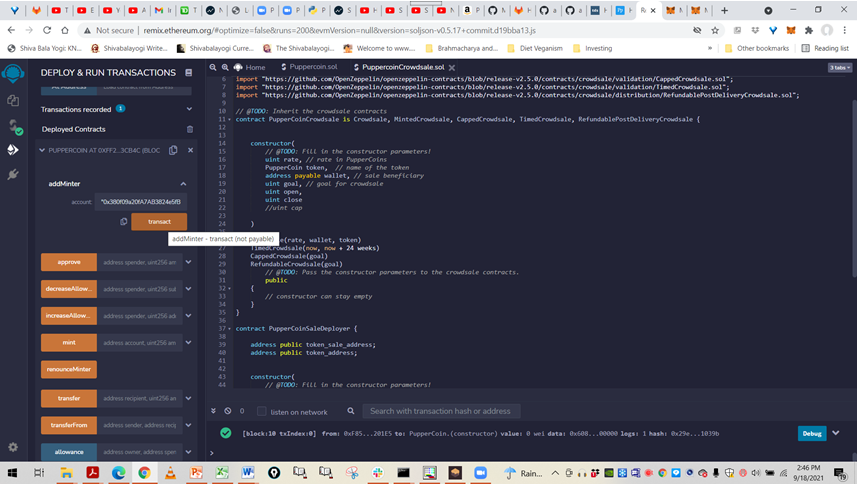 Not secure | remix.ethereum.org/#optimize=false&runs=200&evmVersion=null&version=soljson-v0.5.17+commit.d19bba13.js
Shiva Bala Yogi: KN...
Shivabalayogi Writin...
Shivabalayogi Curre...
The Shivabalayogi...
Welcome to www....
Brahmacharya and...
Diet Veganism
Investing
Other bookmarks
Reading list
DEPLOY & RUN TRANSACTIONS
Home
PupperCoin.sol
PuppercoinCrowdsale.sol
3 tabs
Transactions recorded 1
Deployed Contracts
PUPPERCOIN AT 0XFF2...3CB4C (BLOC
addMinter
account: "0x380f09a20fA7AB3824e5fB
transact
addMinter - transact (not payable)
approve address spender, uint256 am
decreaseAllow... address spender, uint256 sul
increaseAllow... address spender, uint256 ad
mint address account, uint256 am
renounceMinter
transfer address recipient, uint256 am
transferFrom address sender, address reci
allowance address owner, address spen
6 import "https://github.com/OpenZeppelin/openzeppelin-contracts/blob/release-v2.5.0/contracts/crowdsale/validation/CappedCrowdsale.sol";
7 import "https://github.com/OpenZeppelin/openzeppelin-contracts/blob/release-v2.5.0/contracts/crowdsale/validation/TimedCrowdsale.sol";
8 import "https://github.com/OpenZeppelin/openzeppelin-contracts/blob/release-v2.5.0/contracts/crowdsale/distribution/RefundablePostDeliveryCrowdsale.sol";
9
10 // @TODO: Inherit the crowdsale contracts
11 contract PupperCoinCrowdsale is Crowdsale, MintedCrowdsale, CappedCrowdsale, TimedCrowdsale, RefundablePostDeliveryCrowdsale {
12
13
14 constructor(
15 // @TODO: Fill in the constructor parameters!
16 uint rate, // rate in PupperCoins
17 PupperCoin token, // name of the token
18 address payable wallet, // sale beneficiary
19 uint goal, // goal for crowdsale
20 uint open,
21 uint close
22 //uint cap
23
24 )
(rate, wallet, token)
27 TimedCrowdsale(now, now + 24 weeks)
28 CappedCrowdsale(goal)
29 RefundableCrowdsale(goal)
30 // @TODO: Pass the constructor parameters to the crowdsale contracts.
31 public
32 {
33 // constructor can stay empty
34 }
35 }
36
37 contract PupperCoinSaleDeployer {
38
39 address public token_sale_address;
40 address public token_address;
41
42
43 constructor(
44 // @TODO: Fill in the constructor parameters!
0
listen on network
Search with transaction hash or address
[block:10 txIndex:0] from: 0xF85...201E5 to: PupperCoin.(constructor) value: 0 wei data: 0x608...00000 logs: 1 hash: 0x29e...1039b
Debug
>
Rain...
2:46 PM
9/18/2021
19